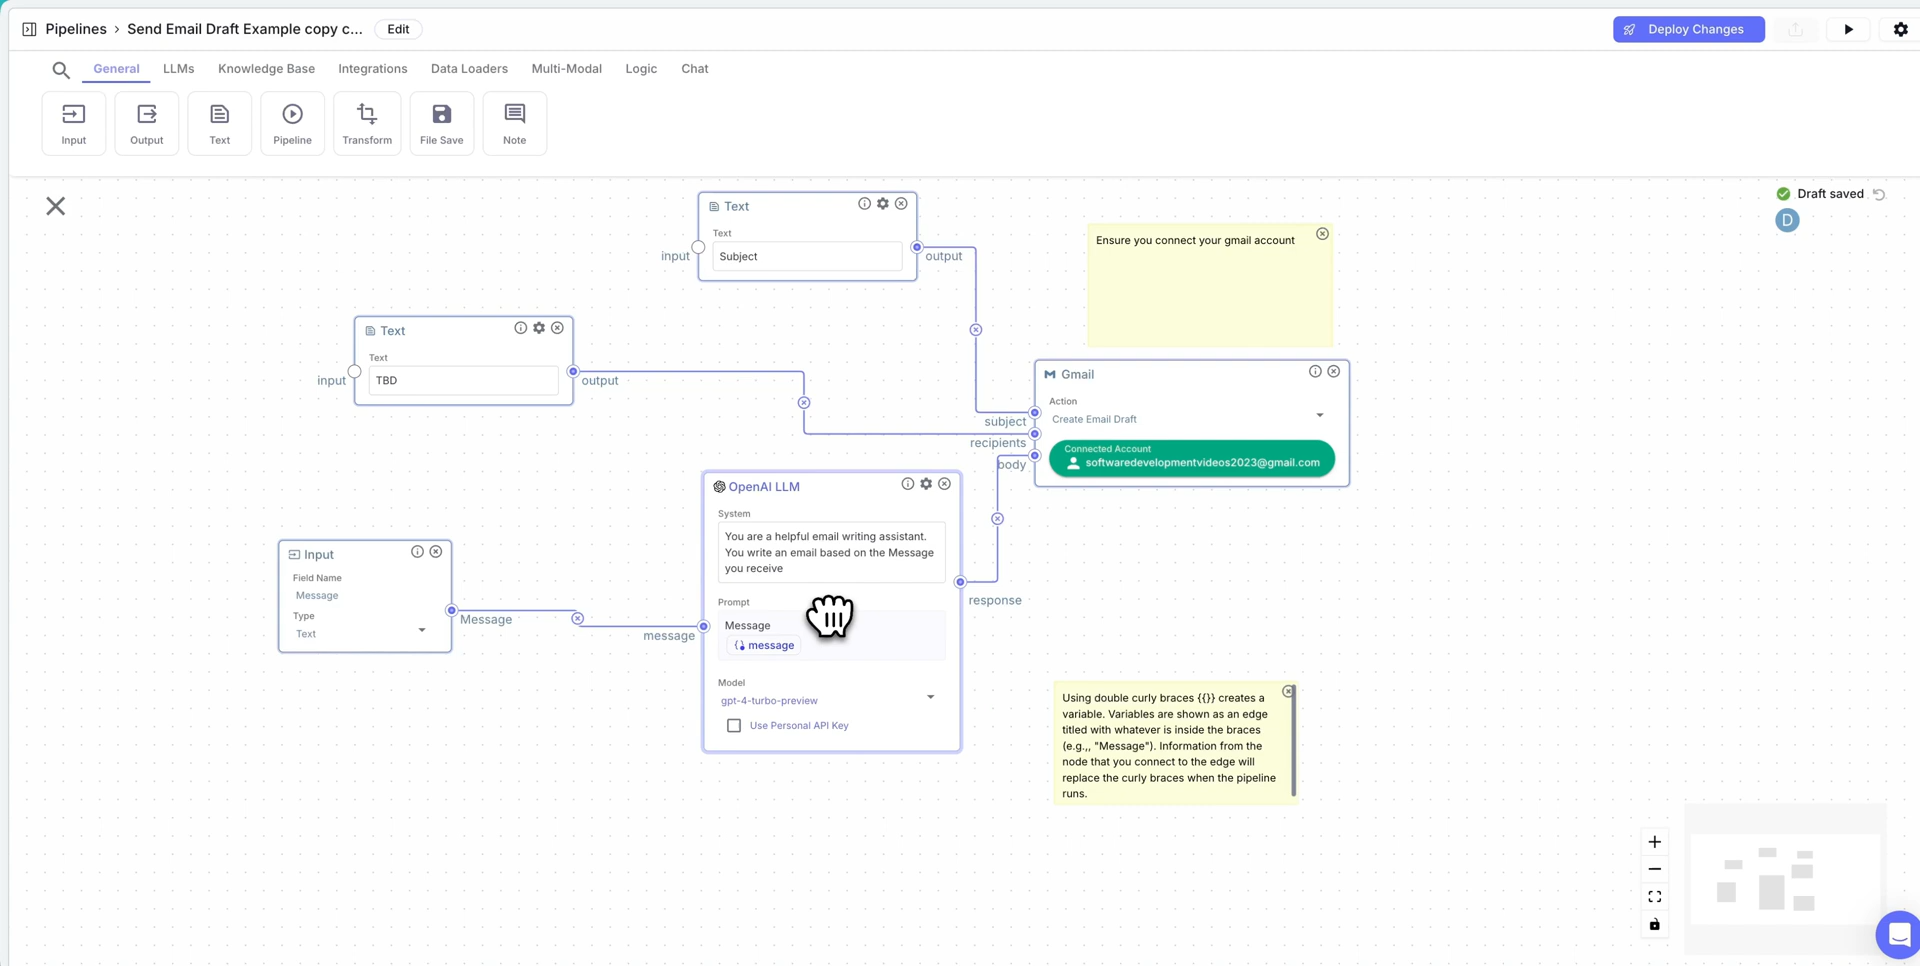 Pipelines › Send Email Draft Example copy c... Edit
Deploy Changes
General LLMs Knowledge Base Integrations Data Loaders Multi-Modal Logic Chat
Input Output Text Pipeline Transform File Save Note
Draft saved
D
Text
Text
Subject
input
output
Ensure you connect your gmail account
Text
Text
TBD
input
output
Gmail
Action
Create Email Draft
Connected Account
softwaredevelopmentvideos2023@gmail.com
subject
recipients
body
OpenAI LLM
System
You are a helpful email writing assistant.
You write an email based on the Message
you receive
Prompt
Message
message
Model
gpt-4-turbo-preview
Use Personal API Key
message
response
Input
Field Name
Message
Type
Text
Message
Using double curly braces {{}} creates a
variable. Variables are shown as an edge
titled with whatever is inside the braces
(e.g.,, "Message"). Information from the
node that you connect to the edge will
replace the curly braces when the pipeline
runs.